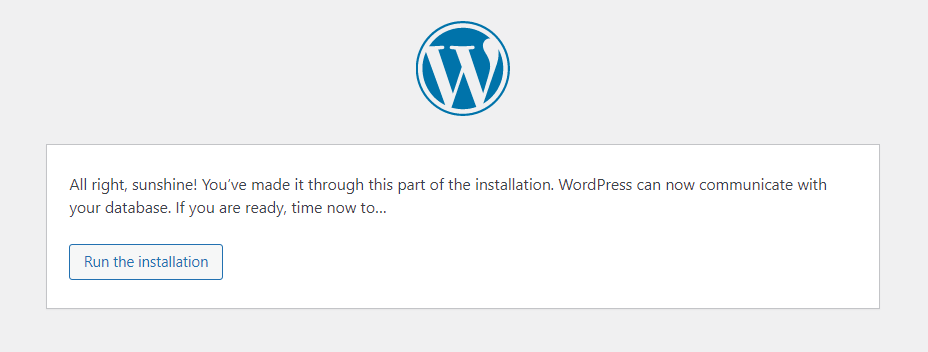 All right, sunshine! You’ve made it through this part of the installation. WordPress can now communicate with
your database. If you are ready, time now to…
Run the installation